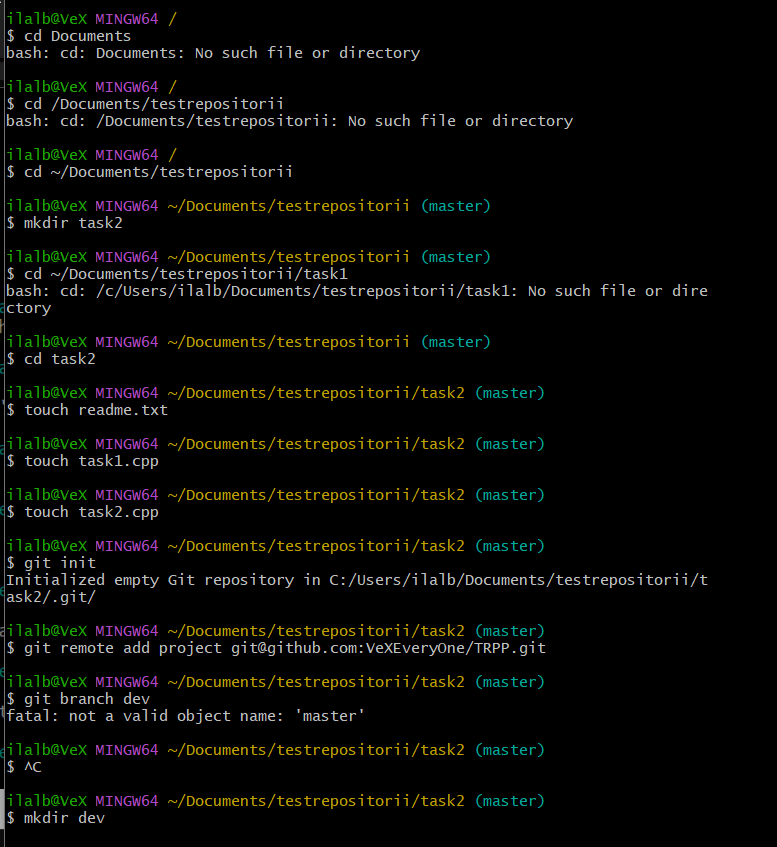 ilalb@VeX MINGW64 /
$ cd Documents
bash: cd: Documents: No such file or directory
ilalb@VeX MINGW64 /
$ cd /Documents/testrepositorii
bash: cd: /Documents/testrepositorii: No such file or directory
ilalb@VeX MINGW64 /
$ cd ~/Documents/testrepositorii
ilalb@VeX MINGW64 ~/Documents/testrepositorii (master)
$ mkdir task2
ilalb@VeX MINGW64 ~/Documents/testrepositorii (master)
$ cd ~/Documents/testrepositorii/task1
bash: cd: /c/Users/ilalb/Documents/testrepositorii/task1: No such file or dire
ctory
ilalb@VeX MINGW64 ~/Documents/testrepositorii (master)
$ cd task2
ilalb@VeX MINGW64 ~/Documents/testrepositorii/task2 (master)
$ touch readme.txt
ilalb@VeX MINGW64 ~/Documents/testrepositorii/task2 (master)
$ touch task1.cpp
ilalb@VeX MINGW64 ~/Documents/testrepositorii/task2 (master)
$ touch task2.cpp
ilalb@VeX MINGW64 ~/Documents/testrepositorii/task2 (master)
$ git init
Initialized empty Git repository in C:/Users/ilalb/Documents/testrepositorii/t
ask2/.git/
ilalb@VeX MINGW64 ~/Documents/testrepositorii/task2 (master)
$ git remote add project git@github.com:VeXEveryOne/TRPP.git
ilalb@VeX MINGW64 ~/Documents/testrepositorii/task2 (master)
$ git branch dev
fatal: not a valid object name: 'master'
ilalb@VeX MINGW64 ~/Documents/testrepositorii/task2 (master)
$ ^C
ilalb@VeX MINGW64 ~/Documents/testrepositorii/task2 (master)
$ mkdir dev